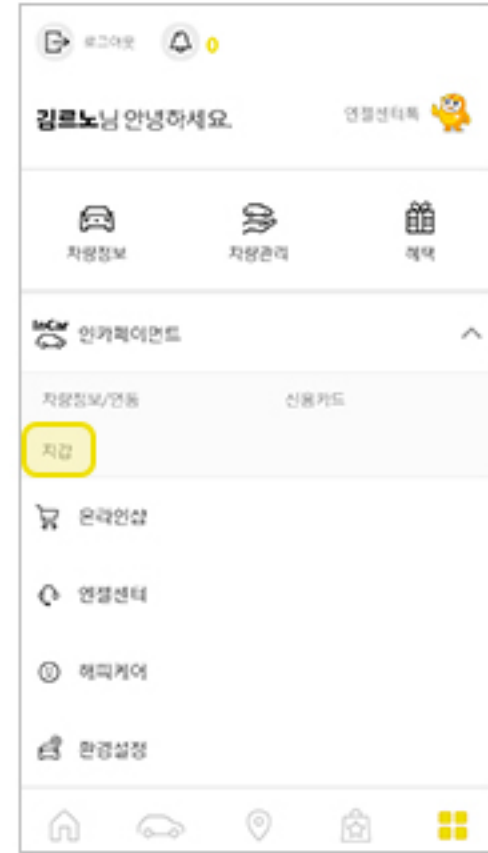 로그아웃 0
김르노님 안녕하세요. 엔젤센터톡
차량정보 차량관리 혜택
InCar 인카페이먼트
차량정보/연동 신용카드
지갑
온라인샵
엔젤센터
해피케어
환경설정